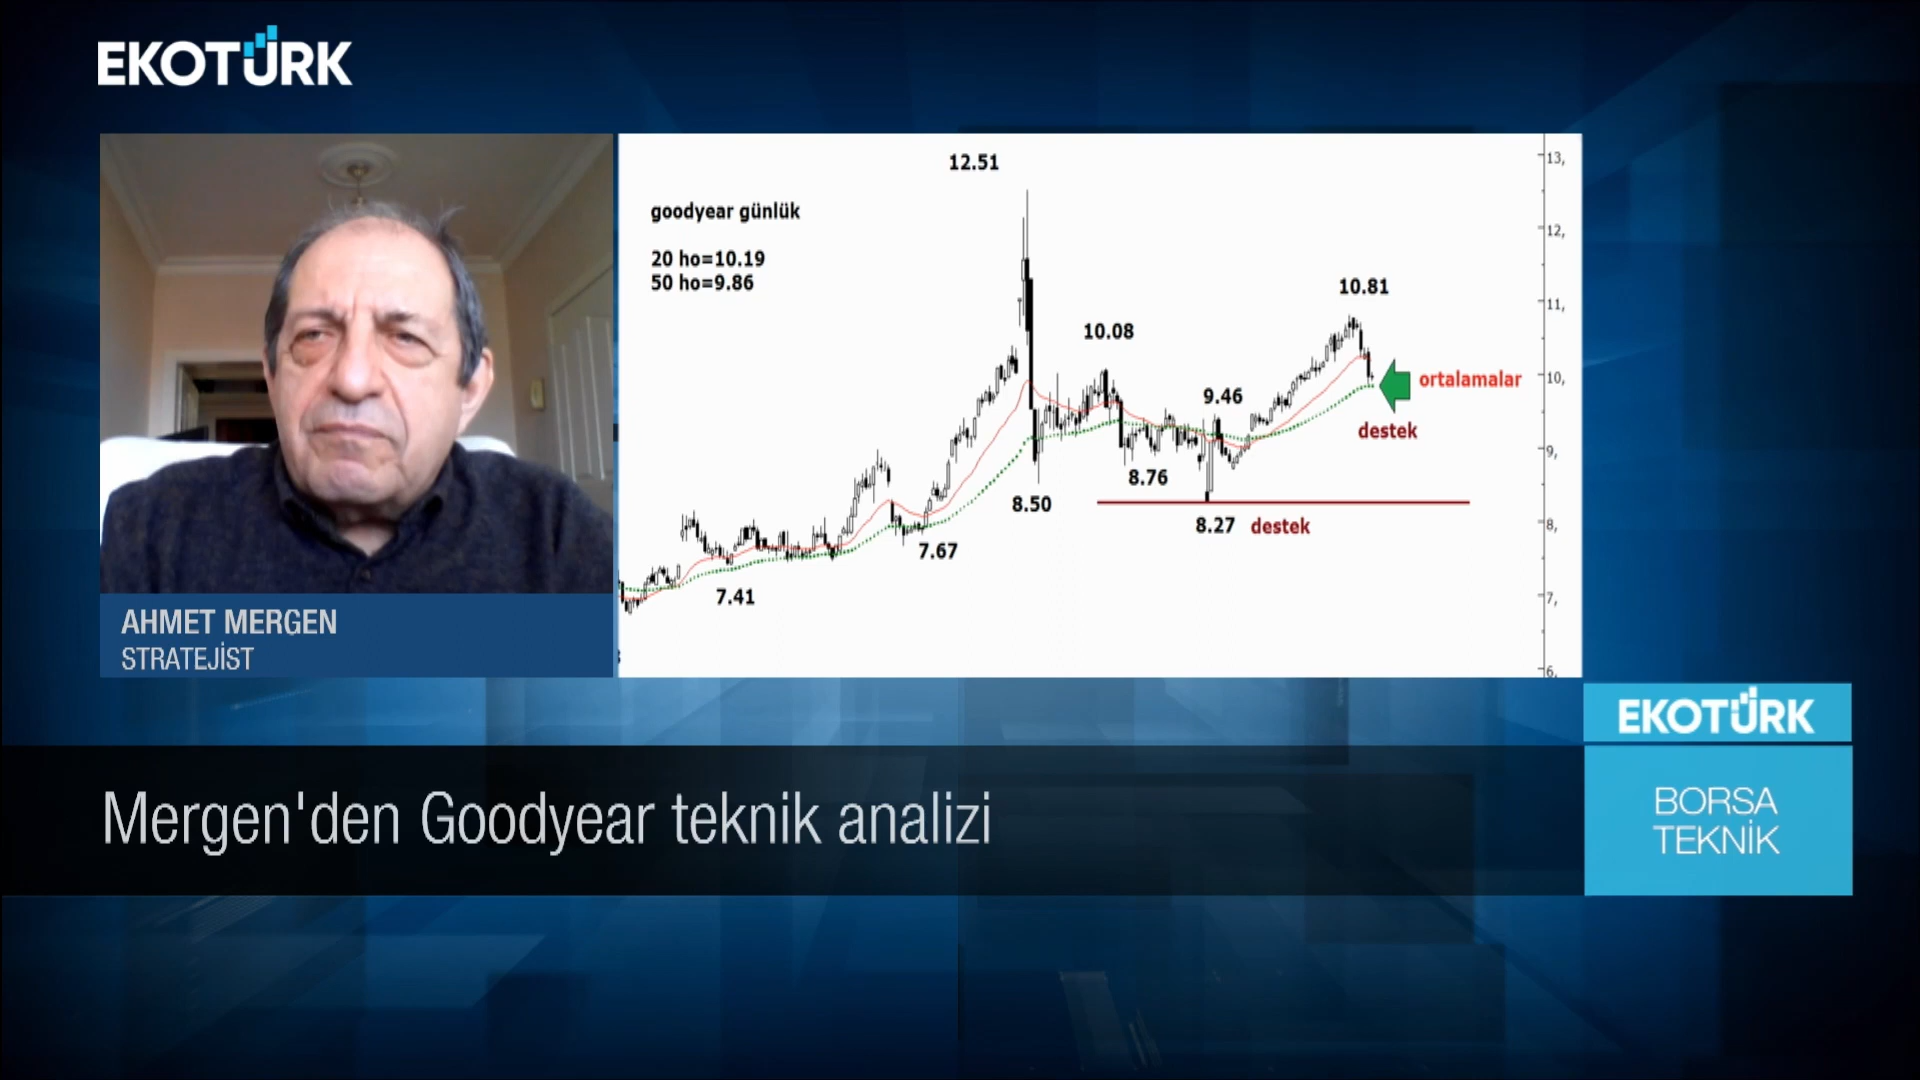 EKOTÜRK
12.51
goodyear günlük
20 ho=10.19
50 ho=9.86
10.81
10.08
ortalamalar
9.46
destek
8.76
8.50
8.27 destek
7.67
7.41
13,
12,
11,
10,
9,
8,
7,
6,
AHMET MERGEN
STRATEJİST
Mergen'den Goodyear teknik analizi
EKOTÜRK
BORSA
TEKNİK